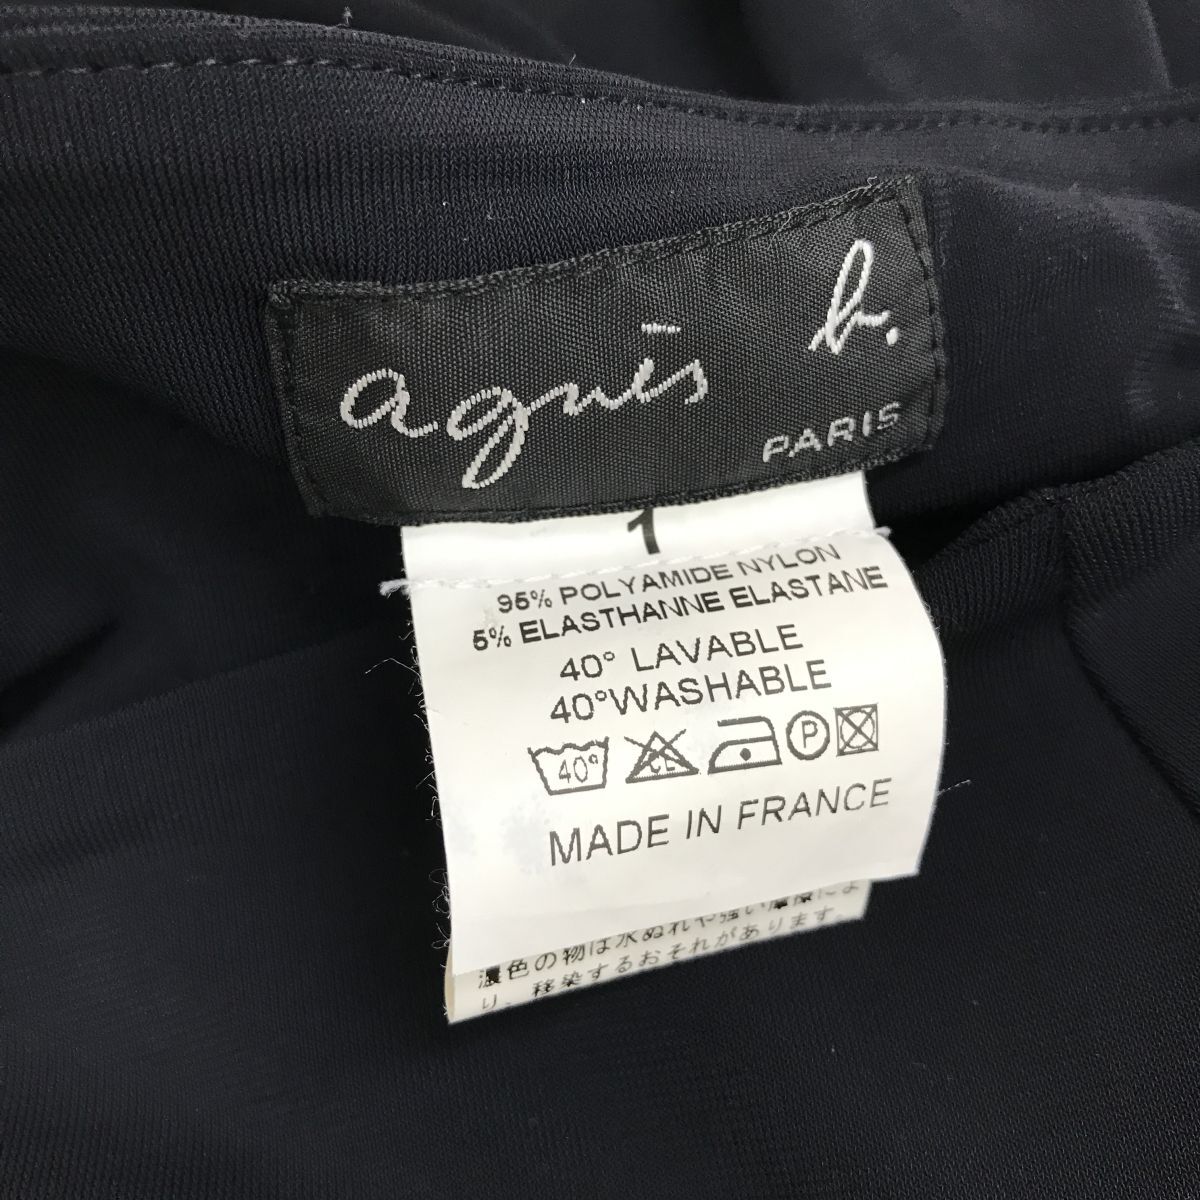 agnès b.
PARIS
1
95% POLYAMIDE NYLON
5% ELASTHANNE ELASTANE
40° LAVABLE
40°WASHABLE
40° CL P
MADE IN FRANCE
濃色の物は水ぬれや強い摩擦によ
り、移染するおそれがあります。